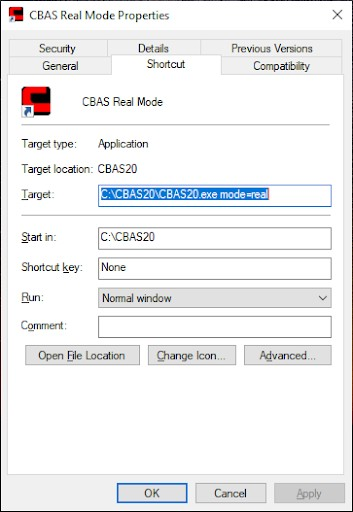 CBAS Real Mode Properties
Security Details Previous Versions
General Shortcut Compatibility
CBAS Real Mode
Target type: Application
Target location: CBAS20
Target: C:\CBAS20\CBAS20.exe mode=real
Start in: C:\CBAS20
Shortcut key: None
Run: Normal window
Comment:
Open File Location Change Icon... Advanced...
OK Cancel Apply